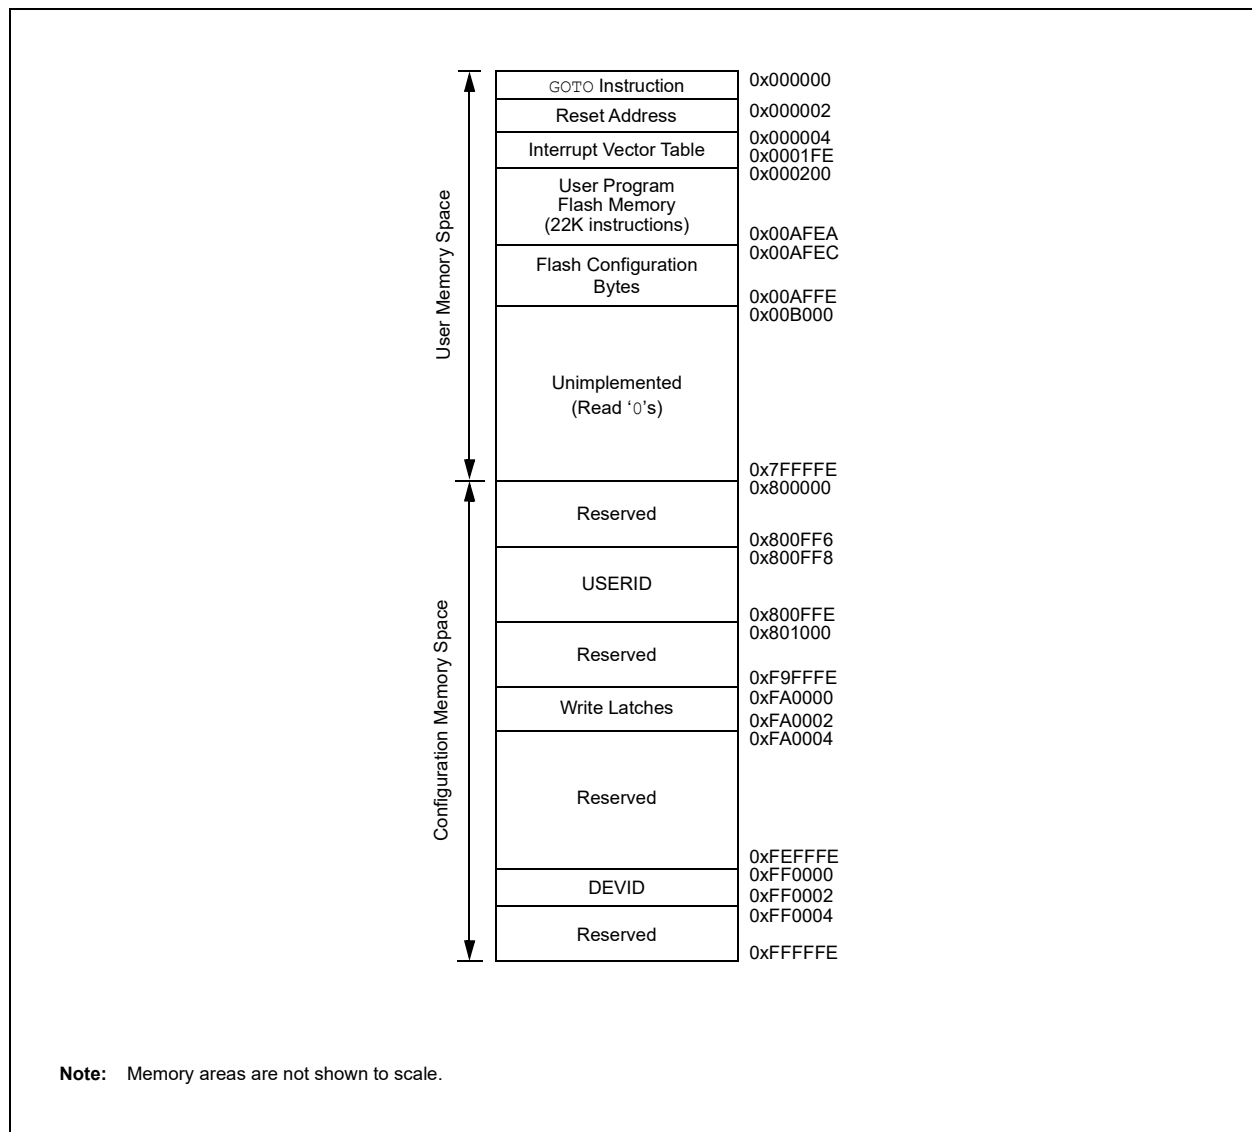 GOTO Instruction
0x000000
Reset Address
0x000002
Interrupt Vector Table
0x000004
0x0001FE
User Program
Flash Memory
(22K instructions)
0x000200
0x00AFEA
Flash Configuration
Bytes
0x00AFEC
0x00AFFE
Unimplemented
(Read ‘0’s)
0x00B000
0x7FFFFE
User Memory Space
Reserved
0x800000
0x800FF6
USERID
0x800FF8
0x800FFE
Reserved
0x801000
0xF9FFFE
Write Latches
0xFA0000
0xFA0002
Reserved
0xFA0004
0xFEFFFE
DEVID
0xFF0000
0xFF0002
Reserved
0xFF0004
0xFFFFFE
Configuration Memory Space
Note: Memory areas are not shown to scale.